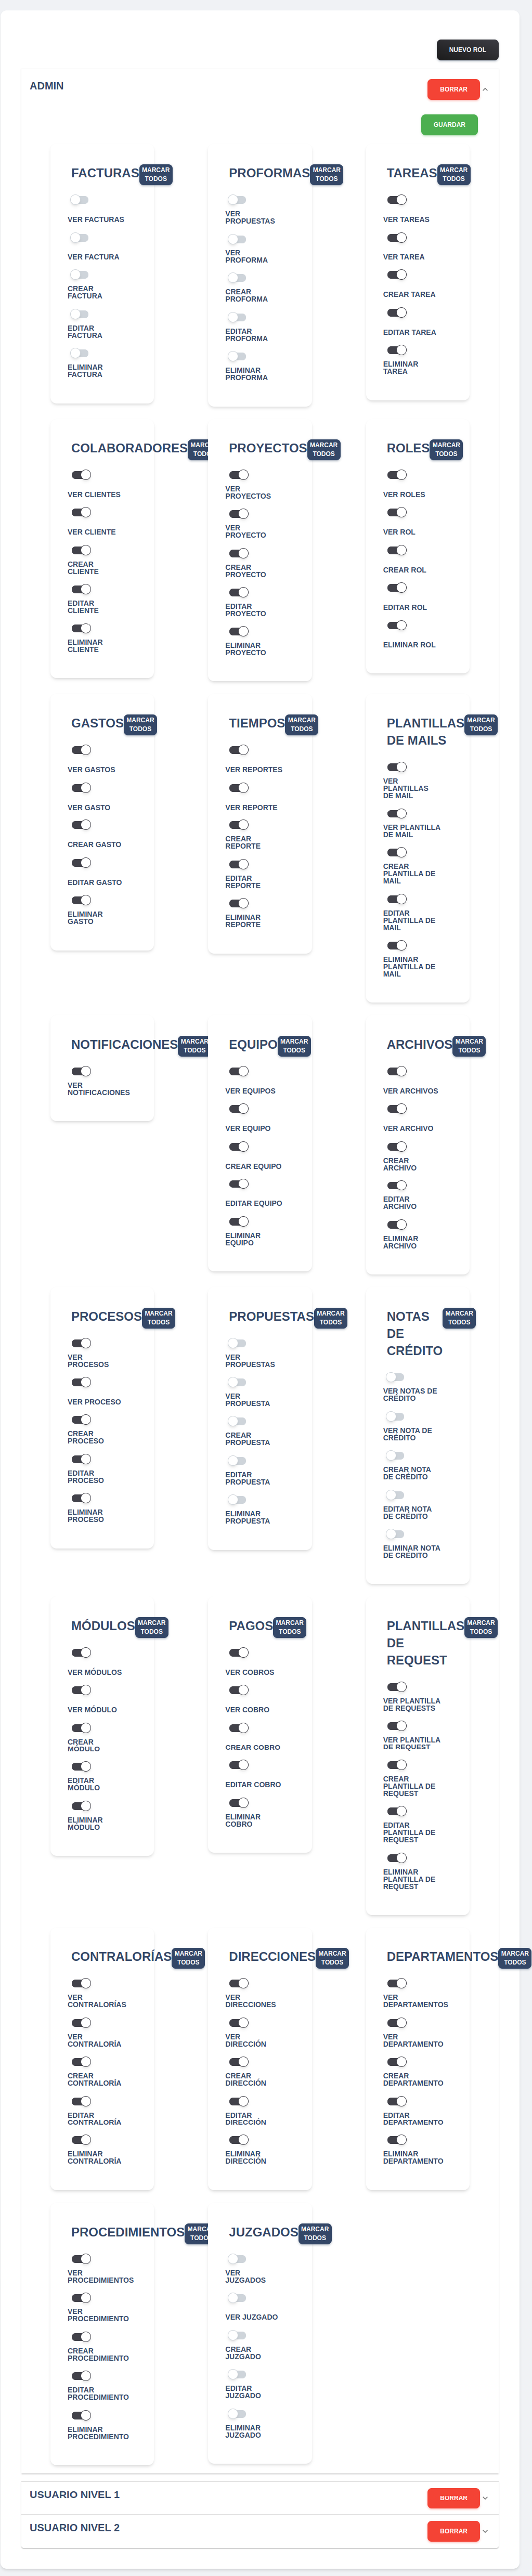 NUEVO ROL
ADMIN
BORRAR
GUARDAR
FACTURAS
MARCAR
TODOS
VER FACTURAS
VER FACTURA
CREAR
FACTURA
EDITAR
FACTURA
ELIMINAR
FACTURA
PROFORMAS
MARCAR
TODOS
VER
PROPUESTAS
VER
PROFORMA
CREAR
PROFORMA
EDITAR
PROFORMA
ELIMINAR
PROFORMA
TAREAS
MARCAR
TODOS
VER TAREAS
VER TAREA
CREAR TAREA
EDITAR TAREA
ELIMINAR
TAREA
COLABORADORES
MARC
TODO
VER CLIENTES
VER CLIENTE
CREAR
CLIENTE
EDITAR
CLIENTE
ELIMINAR
CLIENTE
PROYECTOS
MARCAR
TODOS
VER
PROYECTOS
VER
PROYECTO
CREAR
PROYECTO
EDITAR
PROYECTO
ELIMINAR
PROYECTO
ROLES
MARCAR
TODOS
VER ROLES
VER ROL
CREAR ROL
EDITAR ROL
ELIMINAR ROL
GASTOS
MARCAR
TODOS
VER GASTOS
VER GASTO
CREAR GASTO
EDITAR GASTO
ELIMINAR
GASTO
TIEMPOS
MARCAR
TODOS
VER REPORTES
VER REPORTE
CREAR
REPORTE
EDITAR
REPORTE
ELIMINAR
REPORTE
PLANTILLAS
DE MAILS
MARCAR
TODOS
VER
PLANTILLAS
DE MAIL
VER PLANTILLA
DE MAIL
CREAR
PLANTILLA DE
MAIL
EDITAR
PLANTILLA DE
MAIL
ELIMINAR
PLANTILLA DE
MAIL
NOTIFICACIONES
MARCAR
TODOS
VER
NOTIFICACIONES
EQUIPO
MARCAR
TODOS
VER EQUIPOS
VER EQUIPO
CREAR EQUIPO
EDITAR EQUIPO
ELIMINAR
EQUIPO
ARCHIVOS
MARCAR
TODOS
VER ARCHIVOS
VER ARCHIVO
CREAR
ARCHIVO
EDITAR
ARCHIVO
ELIMINAR
ARCHIVO
PROCESOS
MARCAR
TODOS
VER
PROCESOS
VER PROCESO
CREAR
PROCESO
EDITAR
PROCESO
ELIMINAR
PROCESO
PROPUESTAS
MARCAR
TODOS
VER
PROPUESTAS
VER
PROPUESTA
CREAR
PROPUESTA
EDITAR
PROPUESTA
ELIMINAR
PROPUESTA
NOTAS
DE
CRÉDITO
MARCAR
TODOS
VER NOTAS DE
CRÉDITO
VER NOTA DE
CRÉDITO
CREAR NOTA
DE CRÉDITO
EDITAR NOTA
DE CRÉDITO
ELIMINAR NOTA
DE CRÉDITO
MÓDULOS
MARCAR
TODOS
VER MÓDULOS
VER MÓDULO
CREAR
MÓDULO
EDITAR
MÓDULO
ELIMINAR
MÓDULO
PAGOS
MARCAR
TODOS
VER COBROS
VER COBRO
CREAR COBRO
EDITAR COBRO
ELIMINAR
COBRO
PLANTILLAS
DE
REQUEST
MARCAR
TODOS
VER PLANTILLA
DE REQUESTS
VER PLANTILLA
DE REQUEST
CREAR
PLANTILLA DE
REQUEST
EDITAR
PLANTILLA DE
REQUEST
ELIMINAR
PLANTILLA DE
REQUEST
CONTRALORÍAS
MARCAR
TODOS
VER
CONTRALORÍAS
VER
CONTRALORÍA
CREAR
CONTRALORÍA
EDITAR
CONTRALORÍA
ELIMINAR
CONTRALORÍA
DIRECCIONES
MARCAR
TODOS
VER
DIRECCIONES
VER
DIRECCIÓN
CREAR
DIRECCIÓN
EDITAR
DIRECCIÓN
ELIMINAR
DIRECCIÓN
DEPARTAMENTOS
MARCAR
TODOS
VER
DEPARTAMENTOS
VER
DEPARTAMENTO
CREAR
DEPARTAMENTO
EDITAR
DEPARTAMENTO
ELIMINAR
DEPARTAMENTO
PROCEDIMIENTOS
MARCA
TODO
VER
PROCEDIMIENTOS
VER
PROCEDIMIENTO
CREAR
PROCEDIMIENTO
EDITAR
PROCEDIMIENTO
ELIMINAR
PROCEDIMIENTO
JUZGADOS
MARCAR
TODOS
VER
JUZGADOS
VER JUZGADO
CREAR
JUZGADO
EDITAR
JUZGADO
ELIMINAR
JUZGADO
USUARIO NIVEL 1
BORRAR
USUARIO NIVEL 2
BORRAR